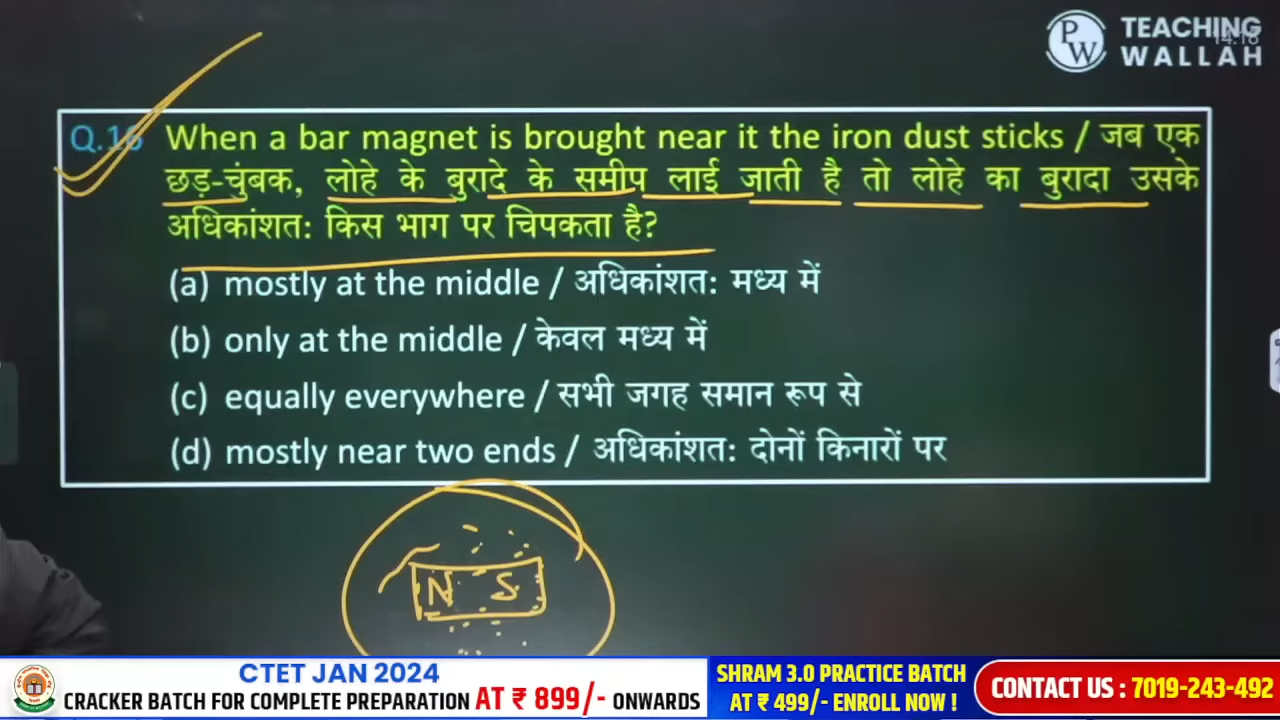 PW
TEACHING
WALLAH
14:18
Q.16 When a bar magnet is brought near it the iron dust sticks / जब एक
छड़-चुंबक, लोहे के बुरादे के समीप लाई जाती है तो लोहे का बुरादा उसके
अधिकांशत: किस भाग पर चिपकता है?
(a) mostly at the middle / अधिकांशत: मध्य में
(b) only at the middle / केवल मध्य में
(c) equally everywhere / सभी जगह समान रूप से
(d) mostly near two ends / अधिकांशत: दोनों किनारों पर
N S
CTET JAN 2024
CRACKER BATCH FOR COMPLETE PREPARATION AT ₹ 899/- ONWARDS
SHRAM 3.0 PRACTICE BATCH
AT ₹ 499/- ENROLL NOW !
CONTACT US : 7019-243-492